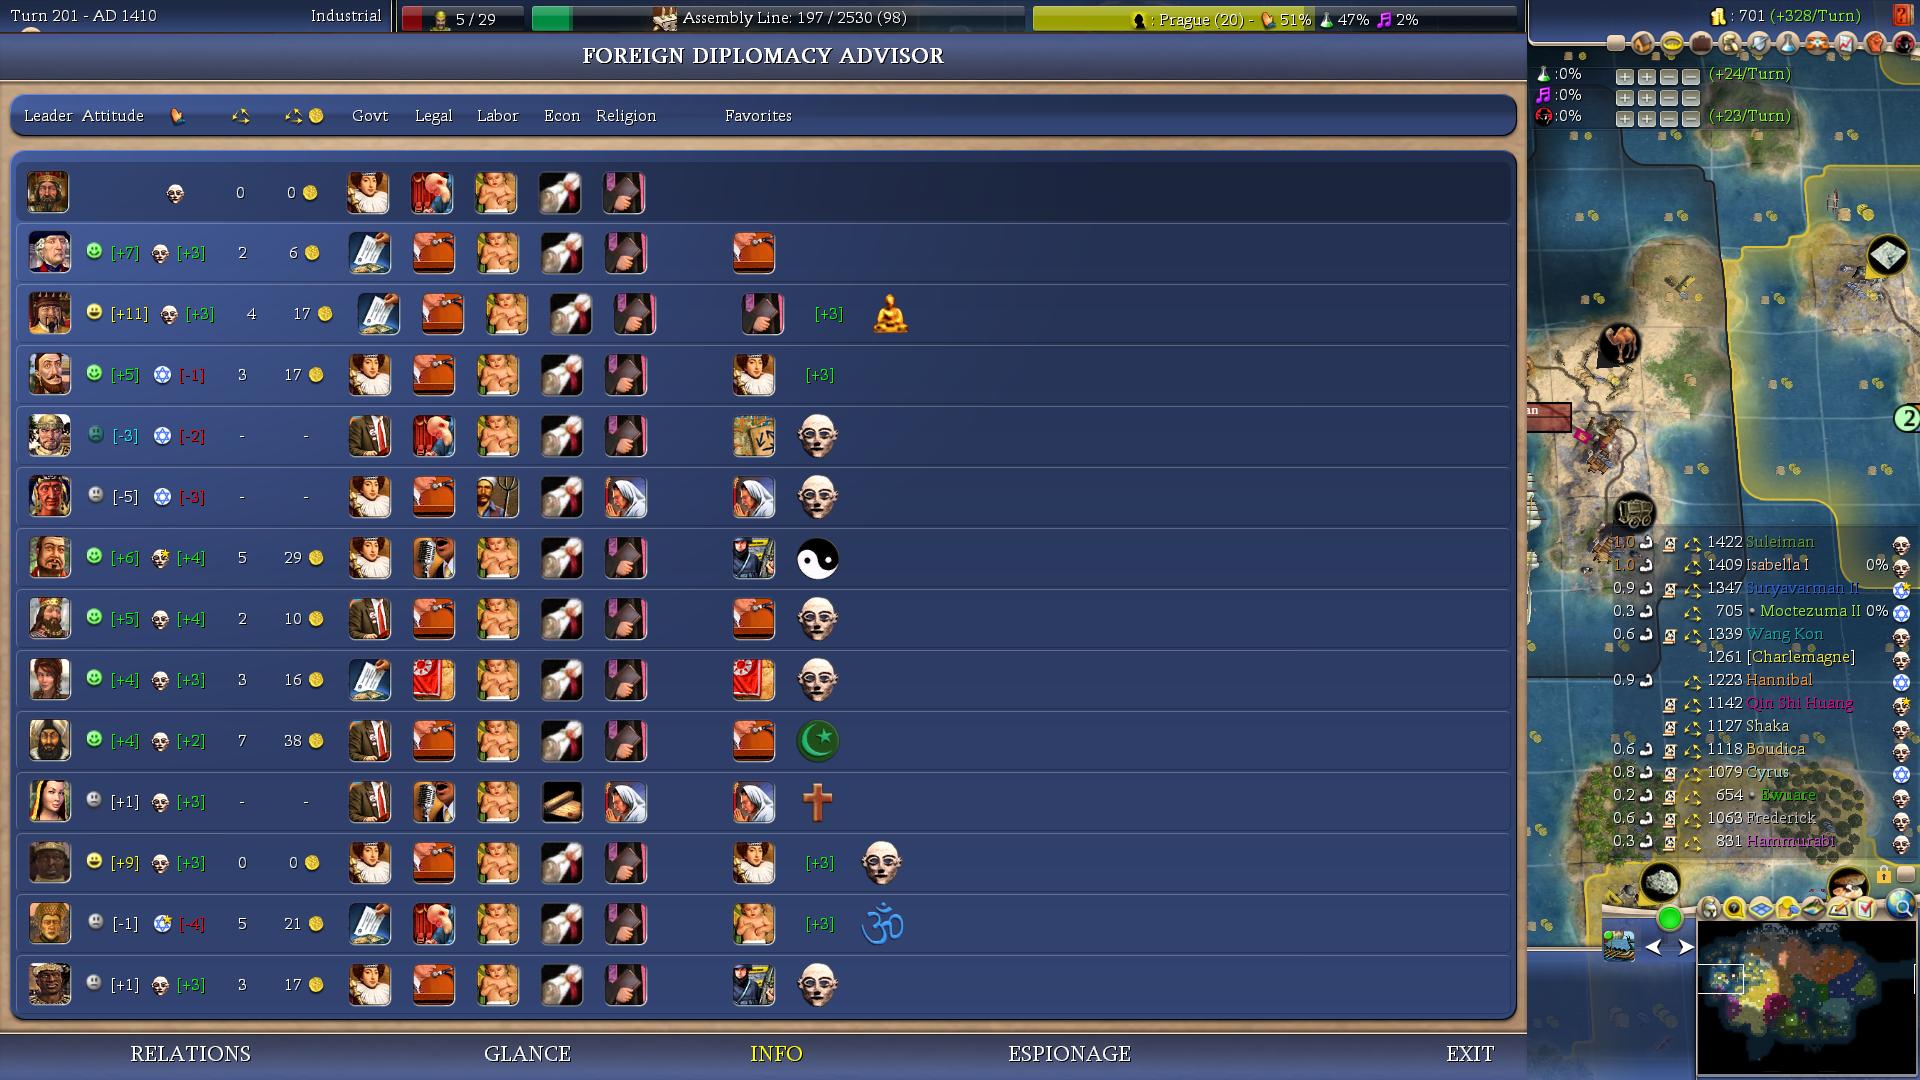 Turn 201 - AD 1410
Industrial
5 / 29
Assembly Line: 197 / 2530 (98)
: Prague (20) - 51% 47% 2%
: 701 (+328/Turn)
FOREIGN DIPLOMACY ADVISOR
Leader Attitude Govt Legal Labor Econ Religion Favorites
0 0
[+7] [+3] 2 6
[+11] [+3] 4 17 [+3]
[+5] [-1] 3 17 [+3]
[-3] [-2] - -
[-5] [-3] - -
[+6] [+4] 5 29
[+5] [+4] 2 10
[+4] [+3] 3 16
[+4] [+2] 7 38
[+1] [+3] - -
[+9] [+3] 0 0 [+3]
[-1] [-4] 5 21 [+3]
[+1] [+3] 3 17
RELATIONS GLANCE INFO ESPIONAGE EXIT
:0% (+24/Turn)
:0%
:0% (+23/Turn)
2
1.0 1422 Suleiman
1.0 1409 Isabella I 0%
0.9 1347 Suryavarman II
0.3 705 • Moctezuma II 0%
0.6 1339 Wang Kon
1261 [Charlemagne]
0.9 1223 Hannibal
1142 Qin Shi Huang
1127 Shaka
0.6 1118 Boudica
0.8 1079 Cyrus
0.2 654 • Ewuare
0.6 1063 Frederick
0.3 831 Hammurabi